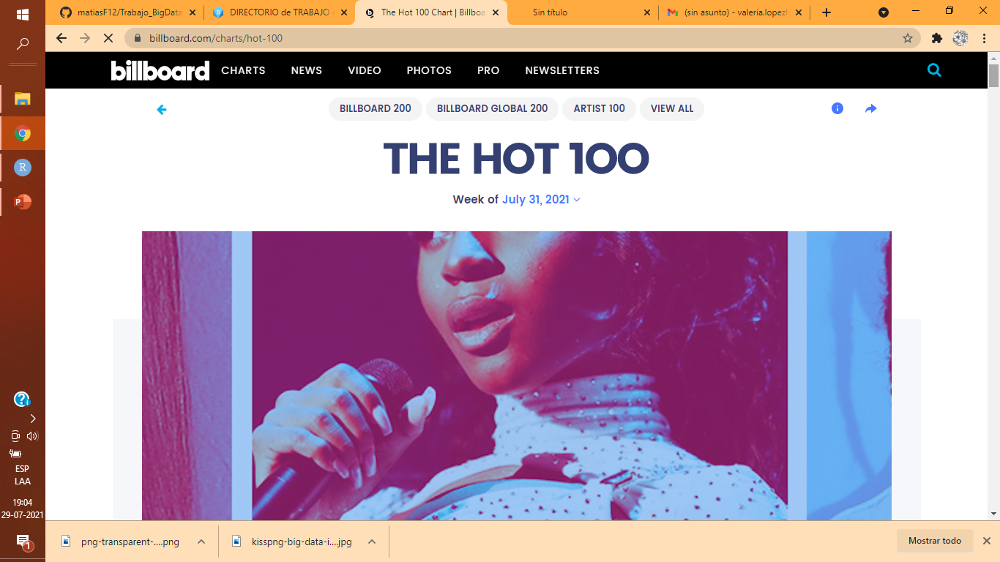 matiasF12/Trabajo_BigData
DIRECTORIO de TRABAJO
The Hot 100 Chart | Billboa
Sin título
(sin asunto) - valeria.lopez
billboard.com/charts/hot-100
billboard CHARTS NEWS VIDEO PHOTOS PRO NEWSLETTERS
BILLBOARD 200 BILLBOARD GLOBAL 200 ARTIST 100 VIEW ALL
THE HOT 100
Week of July 31, 2021
ESP
LAA
19:04
29-07-2021
1
png-transparent-....png
kisspng-big-data-i....jpg
Mostrar todo